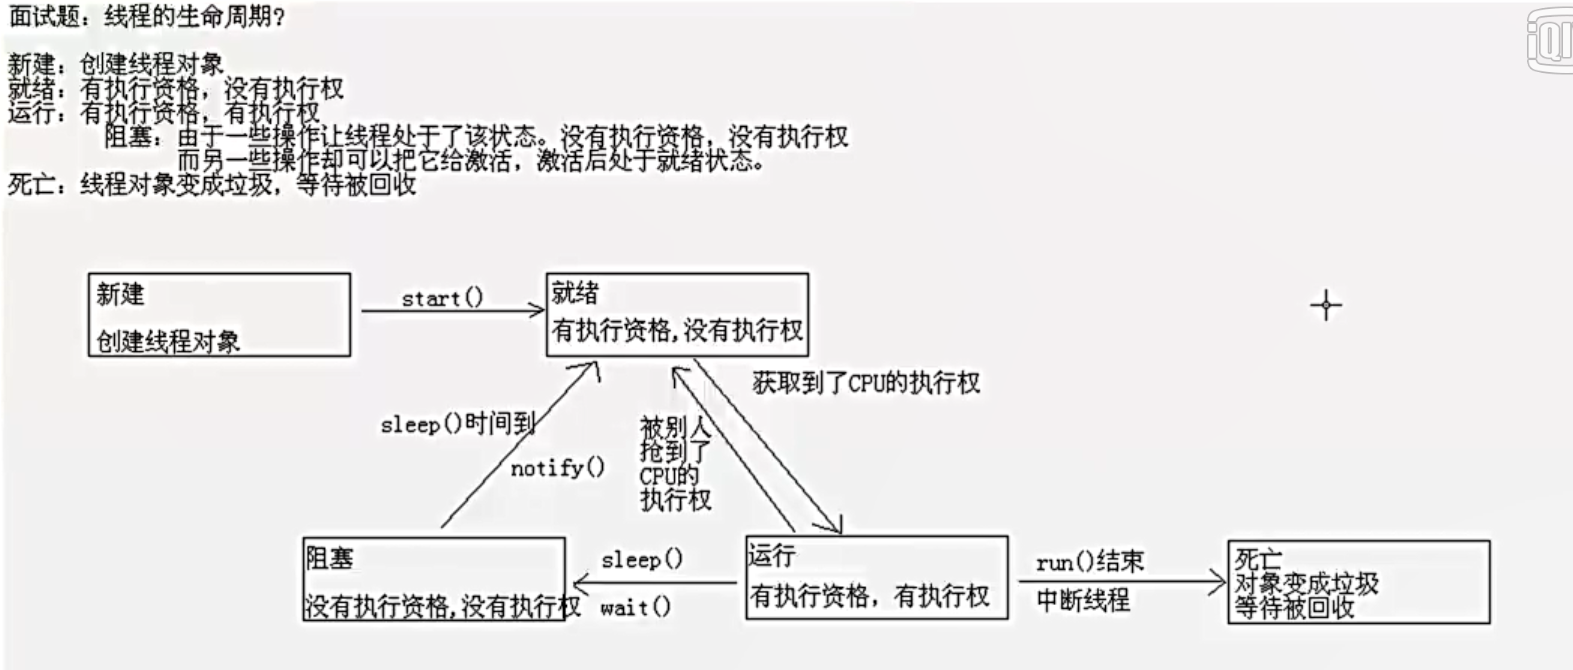 面试题：线程的生命周期?
新建：创建线程对象
就绪：有执行资格，没有执行权
运行：有执行资格，有执行权
阻塞：由于一些操作让线程处于了该状态。没有执行资格，没有执行权
而另一些操作却可以把它给激活，激活后处于就绪状态。
死亡：线程对象变成垃圾，等待被回收
新建
创建线程对象
start()
就绪
有执行资格,没有执行权
获取到了CPU的执行权
sleep()时间到
notify()
被别人
抢到了
CPU的
执行权
阻塞
没有执行资格,没有执行权
sleep()
wait()
运行
有执行资格，有执行权
run()结束
中断线程
死亡
对象变成垃圾
等待被回收